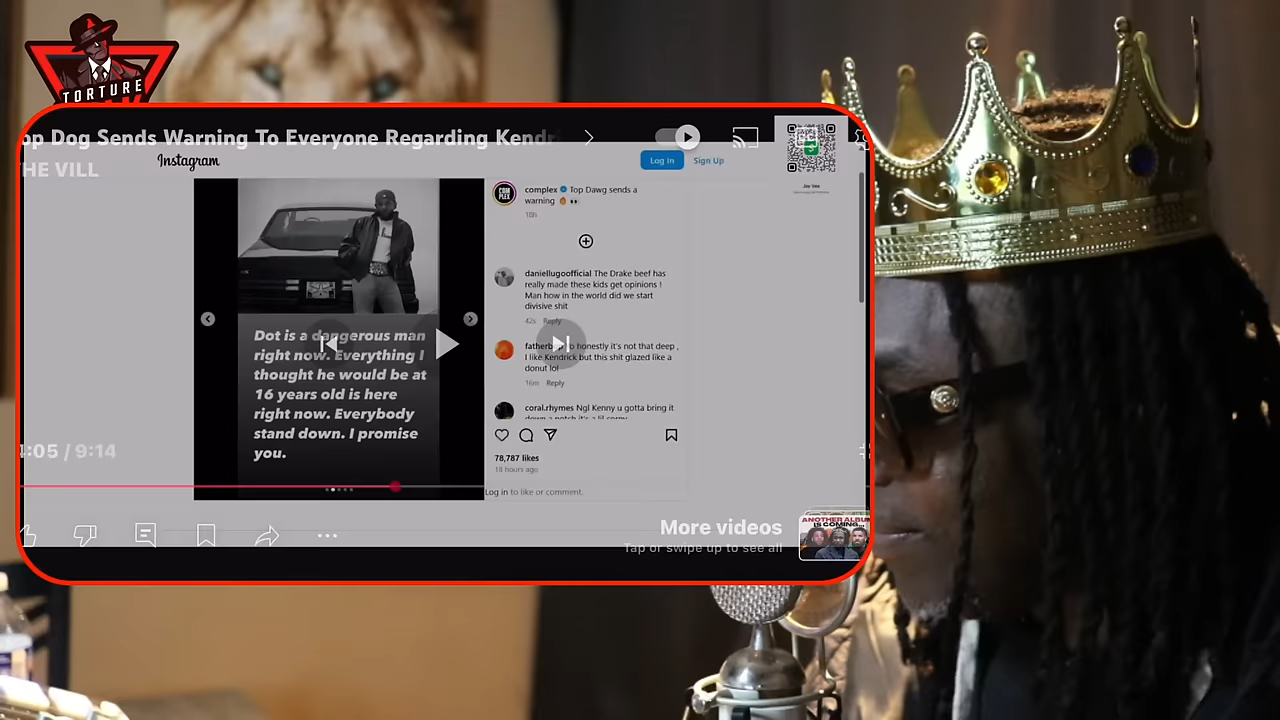 TORTURE
op Dog Sends Warning To Everyone Regarding Kendr
HE VILL
Instagram
Log in
Sign Up
Jay Vee
complex Top Dawg sends a
warning 🔥 👀
18h
daniellugoofficial The Drake beef has
really made these kids get opinions !
Man how in the world did we start
divisive shit
42s Reply
honestly it's not that deep ,
I like Kendrick but this shit glazed like a
donut lol
16m Reply
coral.rhymes Ngl Kenny u gotta bring it
down a notch it's a lil corny
Dot is a dangerous man
right now. Everything I
thought he would be at
16 years old is here
right now. Everybody
stand down. I promise
you.
78,787 likes
18 hours ago
Log in to like or comment.
4:05 / 9:14
More videos
Tap or swipe up to see all
ANOTHER ALBU
IS COMING...